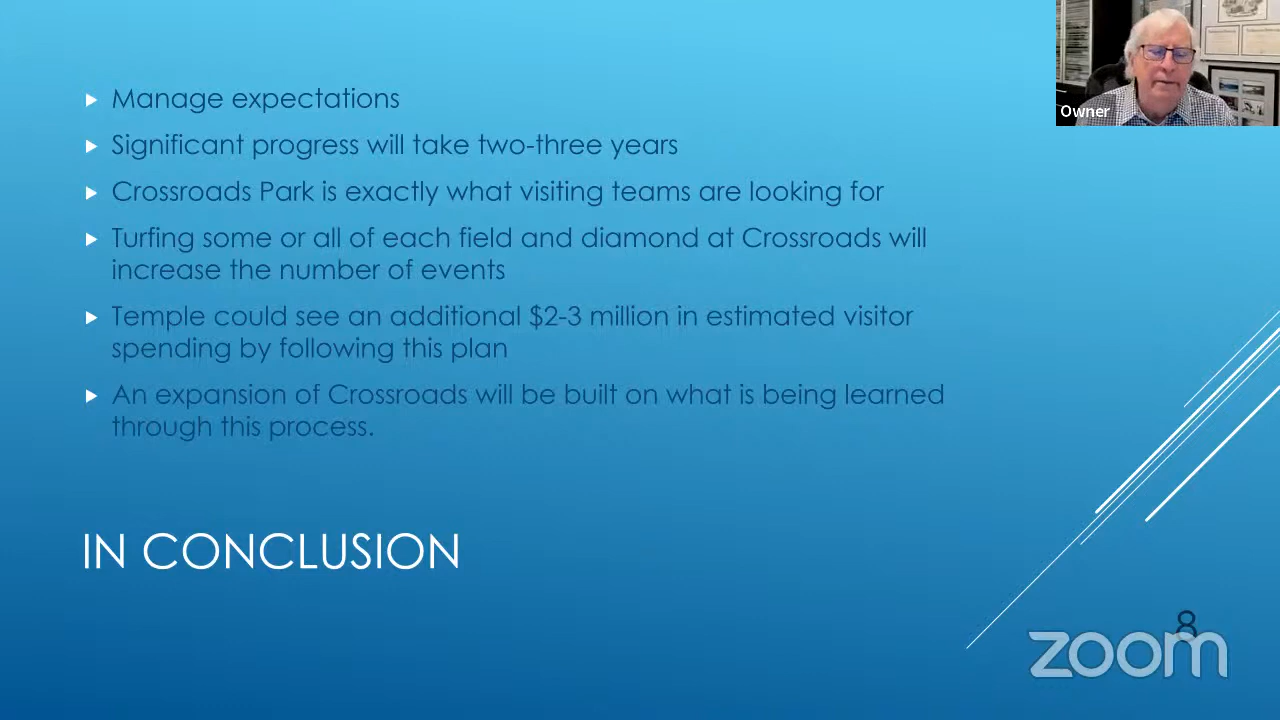 Manage expectations
Significant progress will take two-three years
Crossroads Park is exactly what visiting teams are looking for
Turfing some or all of each field and diamond at Crossroads will
increase the number of events
Temple could see an additional $2-3 million in estimated visitor
spending by following this plan
An expansion of Crossroads will be built on what is being learned
through this process.
IN CONCLUSION
Owner
8
zoom